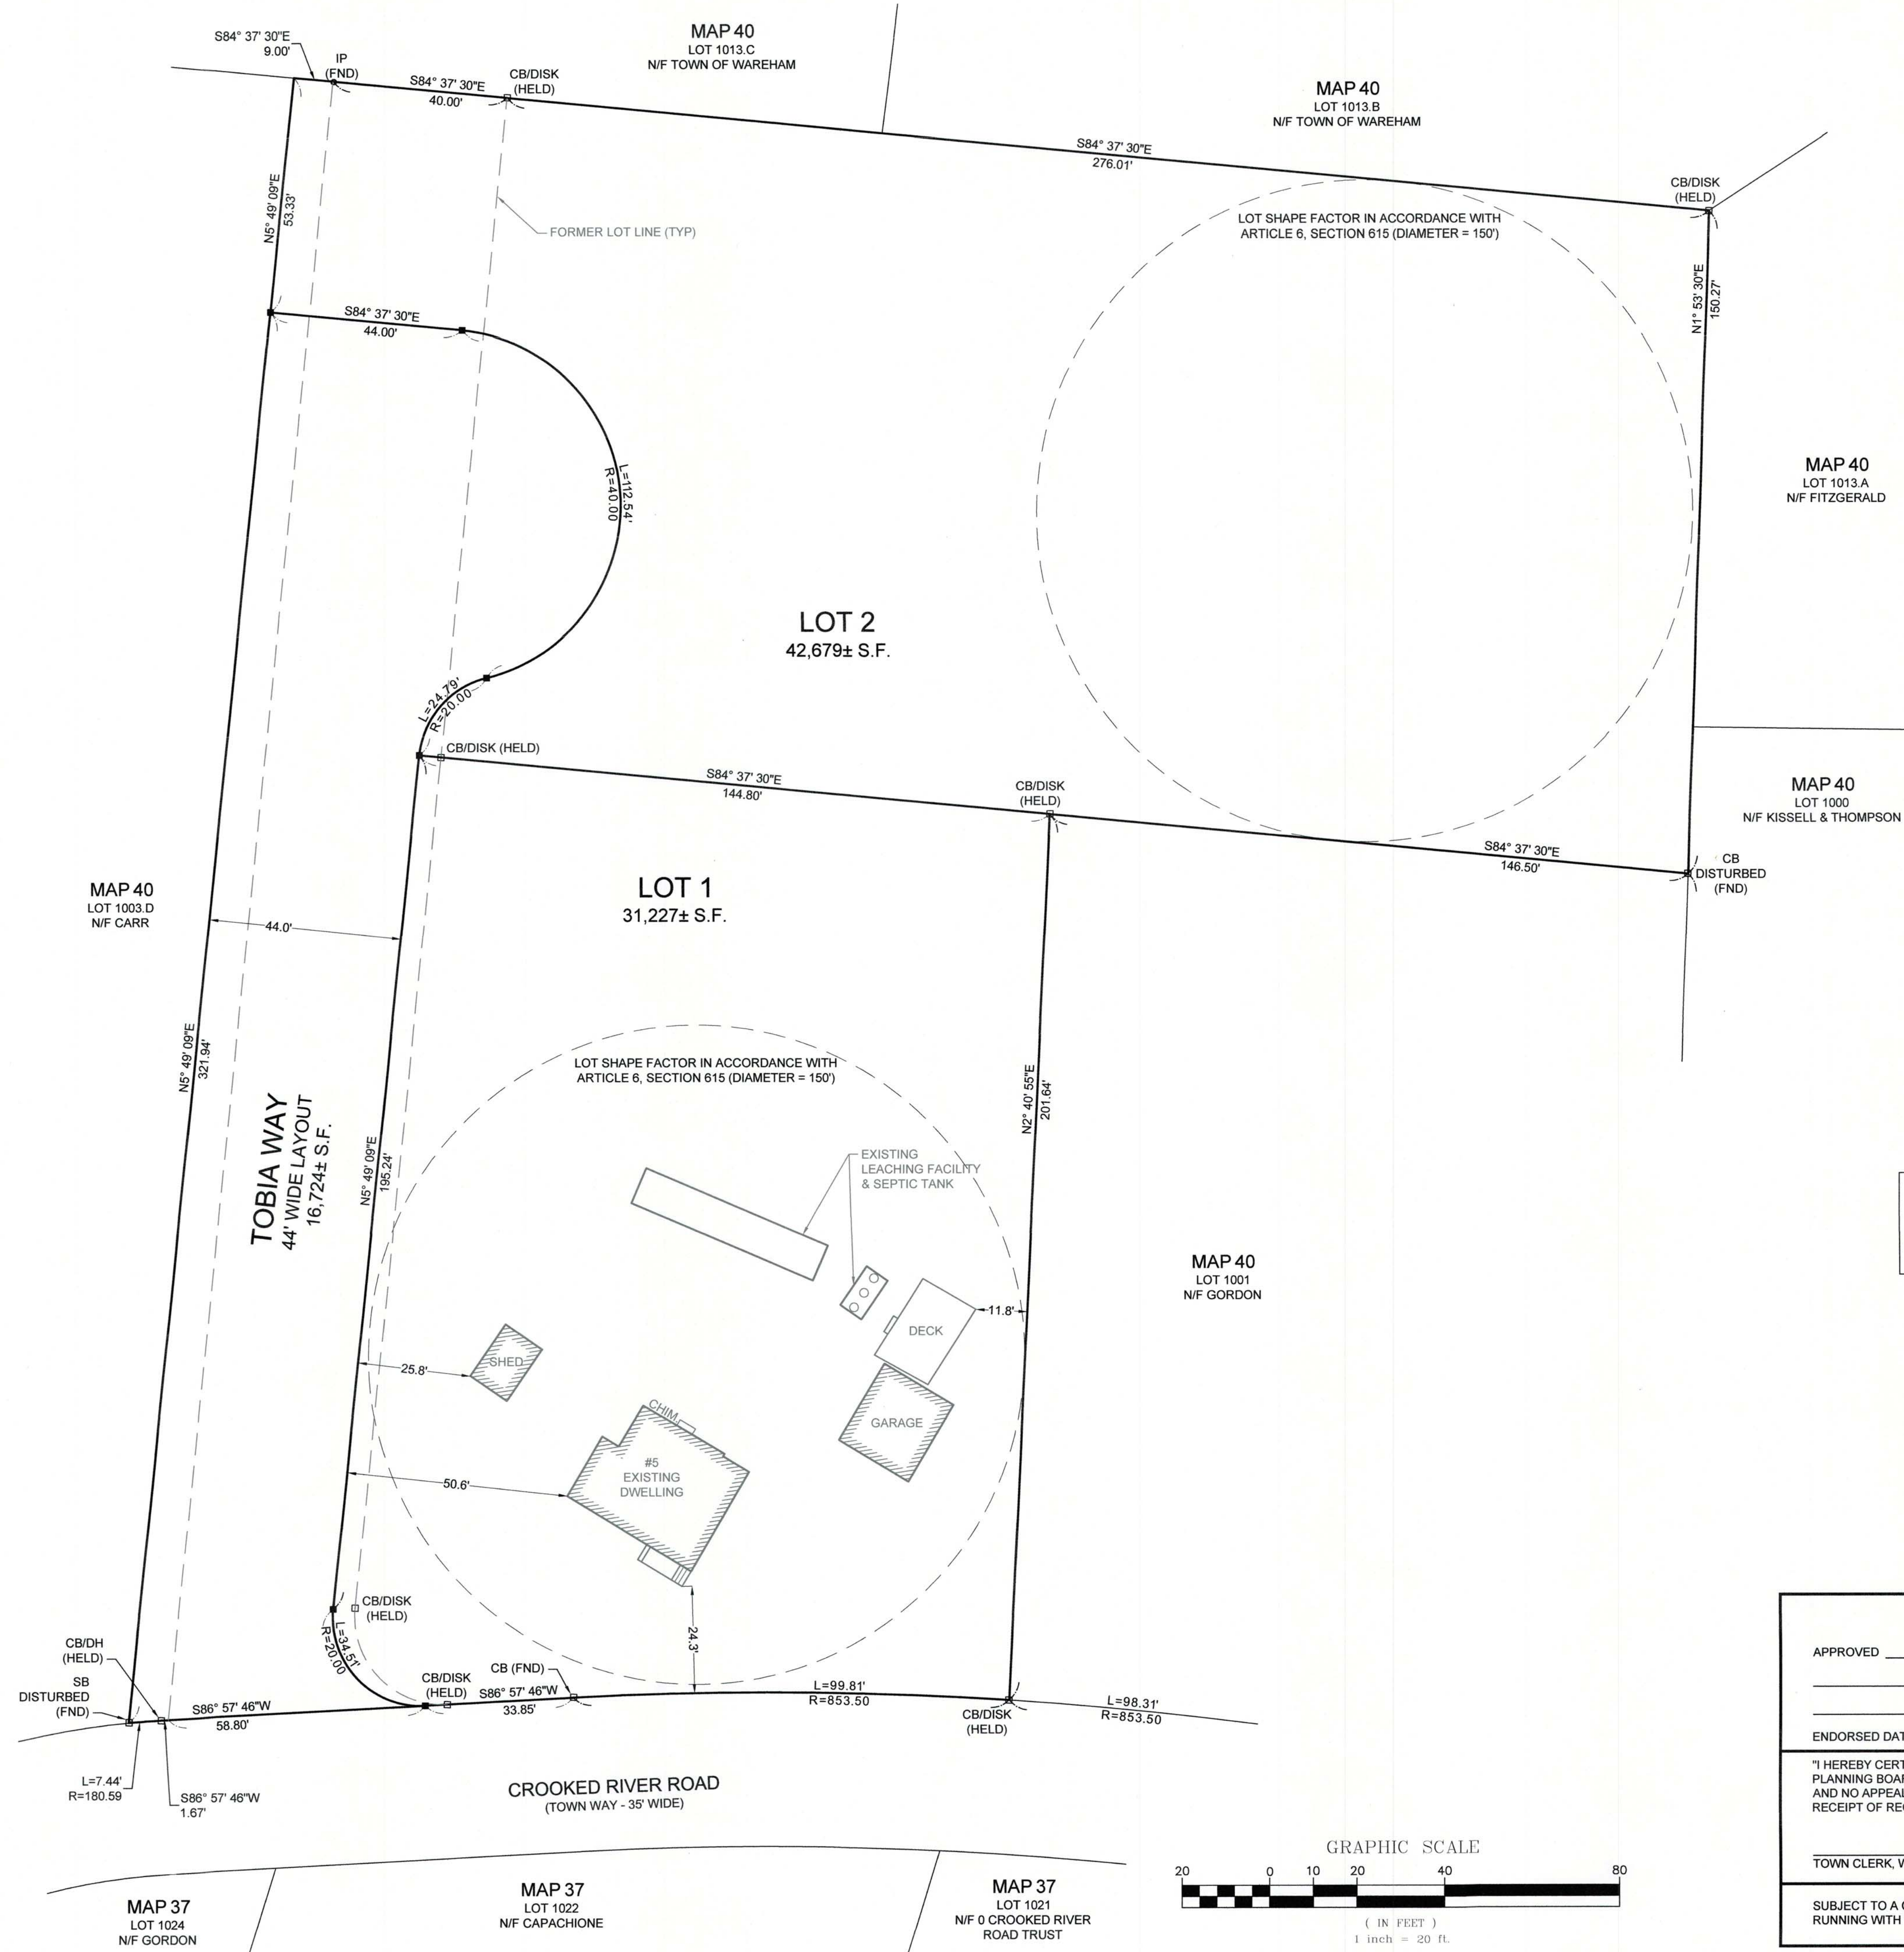 MAP 40
LOT 1013.C
N/F TOWN OF WAREHAM
S84° 37' 30"E
9.00'
IP
(FND)
S84° 37' 30"E
40.00'
CB/DISK
(HELD)
MAP 40
LOT 1013.B
N/F TOWN OF WAREHAM
S84° 37' 30"E
276.01'
CB/DISK
(HELD)
LOT SHAPE FACTOR IN ACCORDANCE WITH
ARTICLE 6, SECTION 615 (DIAMETER = 150')
N5° 49' 09"E
53.33'
FORMER LOT LINE (TYP)
N1° 53' 30"E
150.27'
S84° 37' 30"E
44.00'
L=112.54'
R=40.00
MAP 40
LOT 1013.A
N/F FITZGERALD
LOT 2
42,679± S.F.
L=24.79'
R=20.00
CB/DISK (HELD)
S84° 37' 30"E
144.80'
CB/DISK
(HELD)
MAP 40
LOT 1000
N/F KISSELL & THOMPSON
S84° 37' 30"E
146.50'
CB
DISTURBED
(FND)
MAP 40
LOT 1003.D
N/F CARR
LOT 1
31,227± S.F.
44.0'
N5° 49' 09"E
321.94'
TOBIA WAY
44' WIDE LAYOUT
16,724± S.F.
N5° 49' 09"E
195.24'
LOT SHAPE FACTOR IN ACCORDANCE WITH
ARTICLE 6, SECTION 615 (DIAMETER = 150')
N2° 40' 55"E
201.64'
EXISTING
LEACHING FACILITY
& SEPTIC TANK
MAP 40
LOT 1001
N/F GORDON
11.8'
DECK
SHED
25.8'
GARAGE
CHIM.
#5
EXISTING
DWELLING
50.6'
24.3'
CB/DISK
(HELD)
L=34.51'
R=20.00
CB/DH
(HELD)
SB
DISTURBED
(FND)
S86° 57' 46"W
58.80'
CB/DISK
(HELD)
CB (FND)
S86° 57' 46"W
33.85'
L=99.81'
R=853.50
CB/DISK
(HELD)
L=98.31'
R=853.50
L=7.44'
R=180.59
S86° 57' 46"W
1.67'
CROOKED RIVER ROAD
(TOWN WAY - 35' WIDE)
MAP 37
LOT 1024
N/F GORDON
MAP 37
LOT 1022
N/F CAPACHIONE
MAP 37
LOT 1021
N/F 0 CROOKED RIVER
ROAD TRUST
GRAPHIC SCALE
20 0 10 20 40 80
( IN FEET )
1 inch = 20 ft.
APPROVED
ENDORSED DAT
"I HEREBY CERT
PLANNING BOA
AND NO APPEAL
RECEIPT OF RE
TOWN CLERK, W
SUBJECT TO A
RUNNING WITH